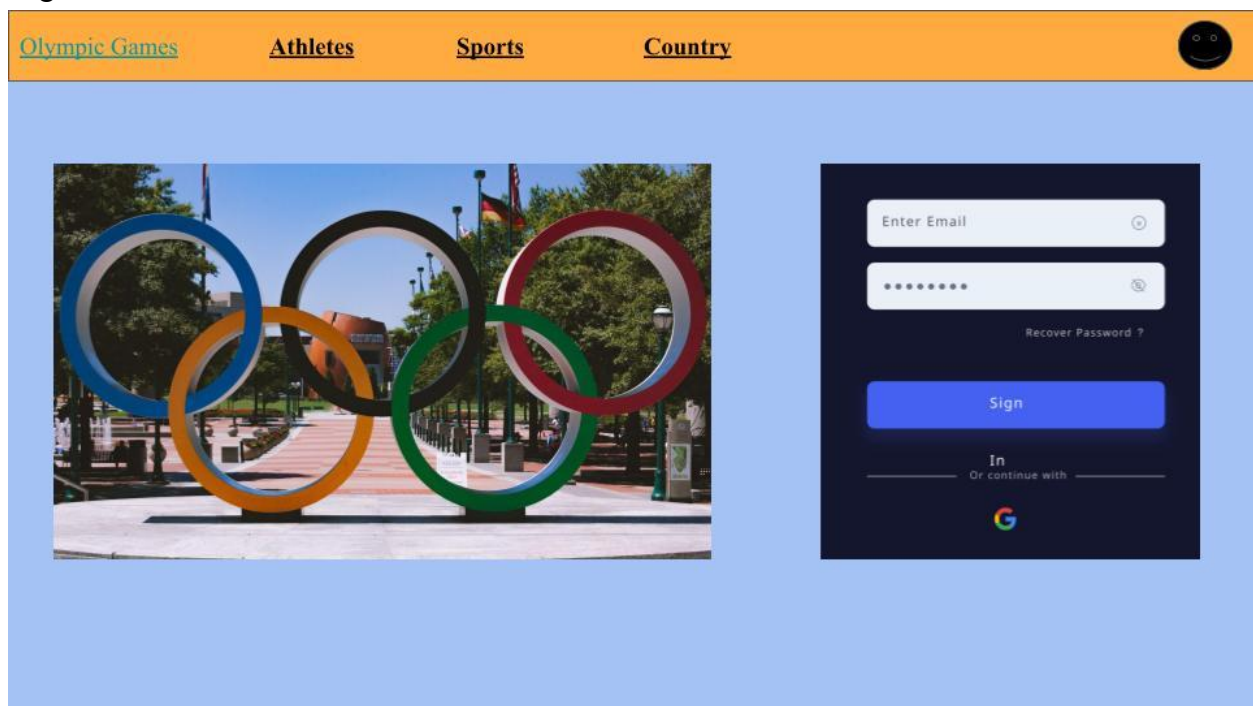 Olympic Games Athletes Sports Country
Enter Email
Recover Password ?
Sign
In
Or continue with